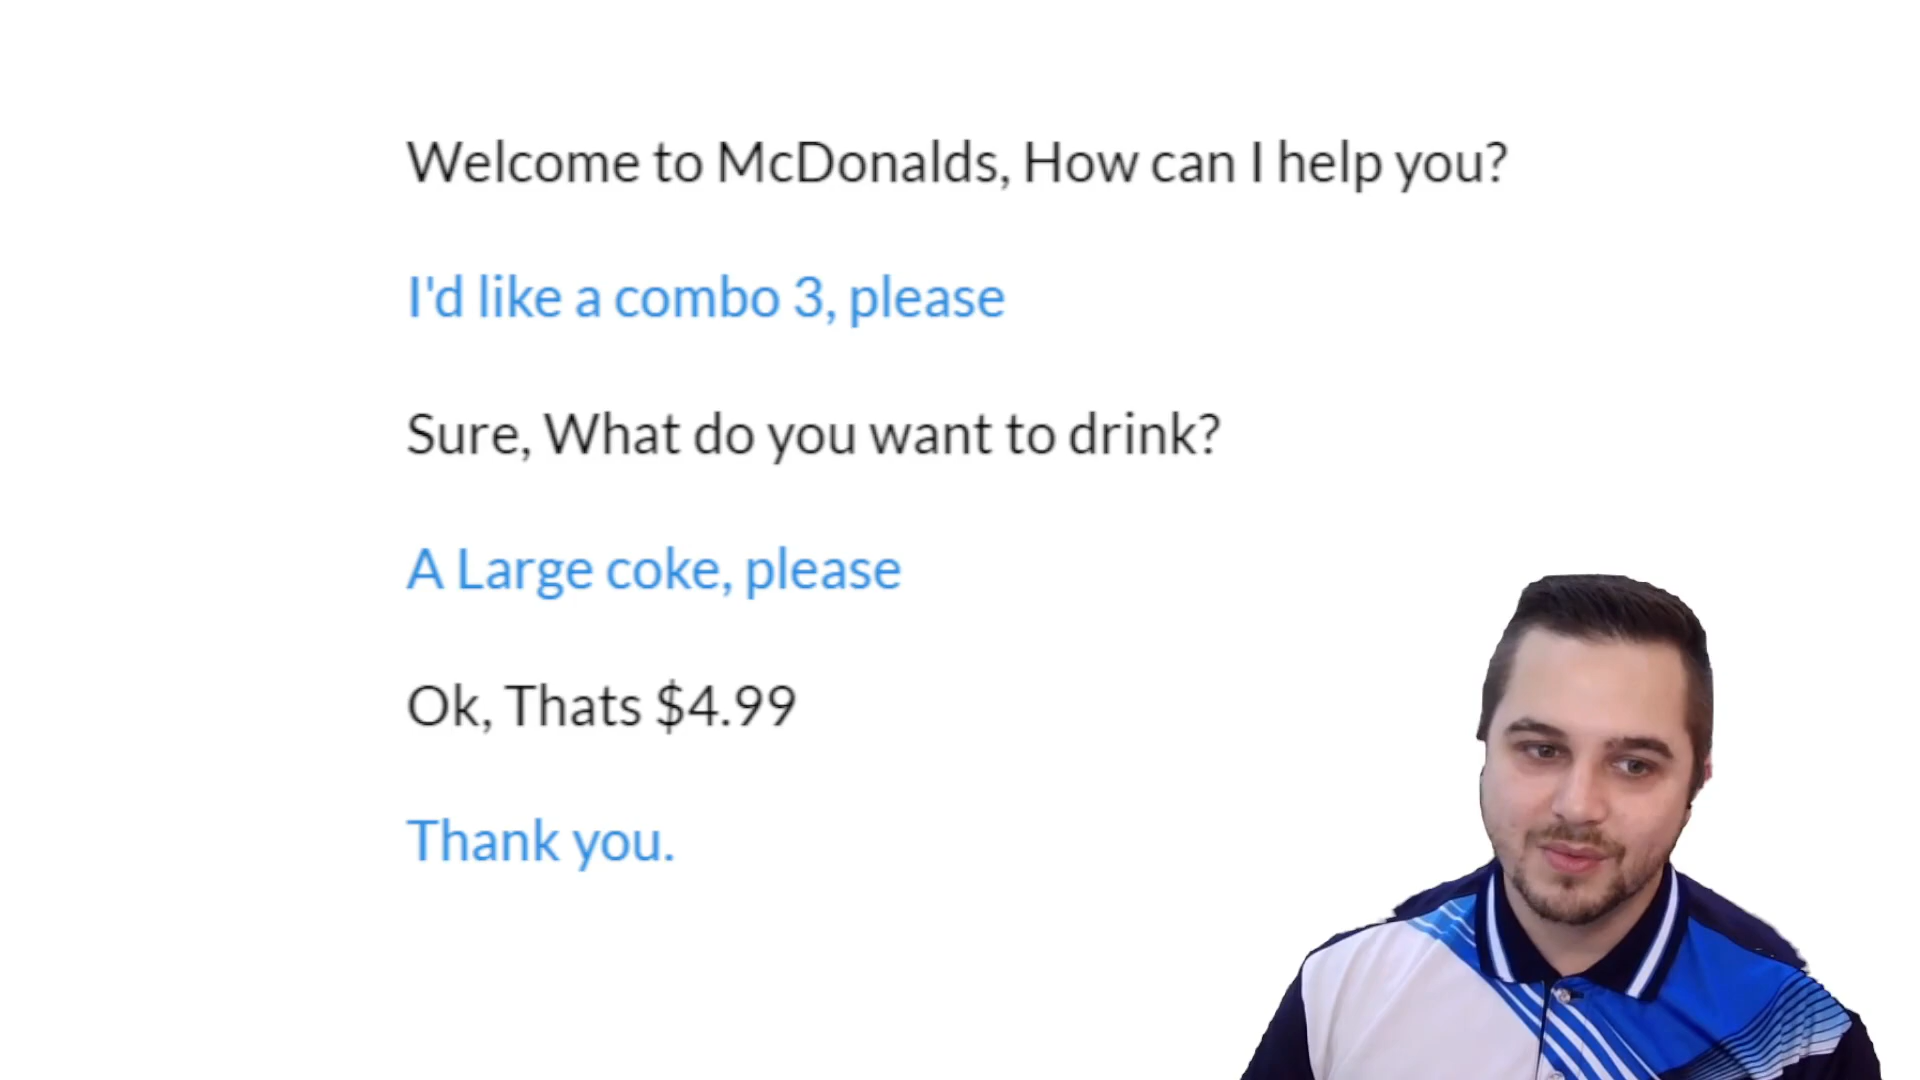 Welcome to McDonalds, How can I help you?
I'd like a combo 3, please
Sure, What do you want to drink?
A Large coke, please
Ok, Thats $4.99
Thank you.